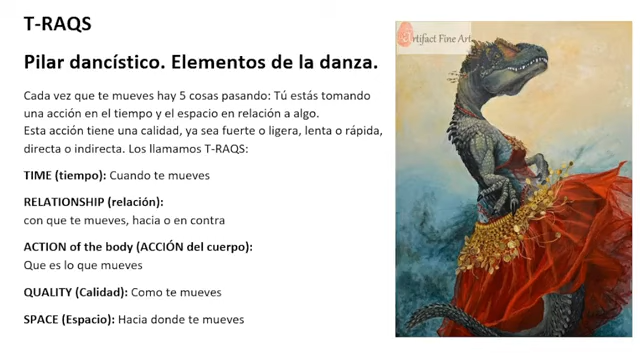 T-RAQS
Pilar dancístico. Elementos de la danza.
Cada vez que te mueves hay 5 cosas pasando: Tú estás tomando
una acción en el tiempo y el espacio en relación a algo.
Esta acción tiene una calidad, ya sea fuerte o ligera, lenta o rápida,
directa o indirecta. Los llamamos T-RAQS:
TIME (tiempo): Cuando te mueves
RELATIONSHIP (relación):
con que te mueves, hacia o en contra
ACTION of the body (ACCIÓN del cuerpo):
Que es lo que mueves
QUALITY (Calidad): Como te mueves
SPACE (Espacio): Hacia donde te mueves
Artifact Fine Art